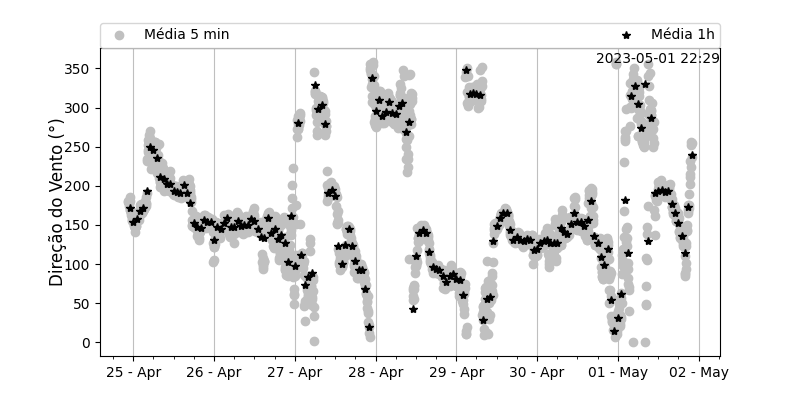 Média 5 min
Média 1h
2023-05-01 22:29
Direção do Vento (°)
350
300
250
200
150
100
50
0
25 - Apr
26 - Apr
27 - Apr
28 - Apr
29 - Apr
30 - Apr
01 - May
02 - May